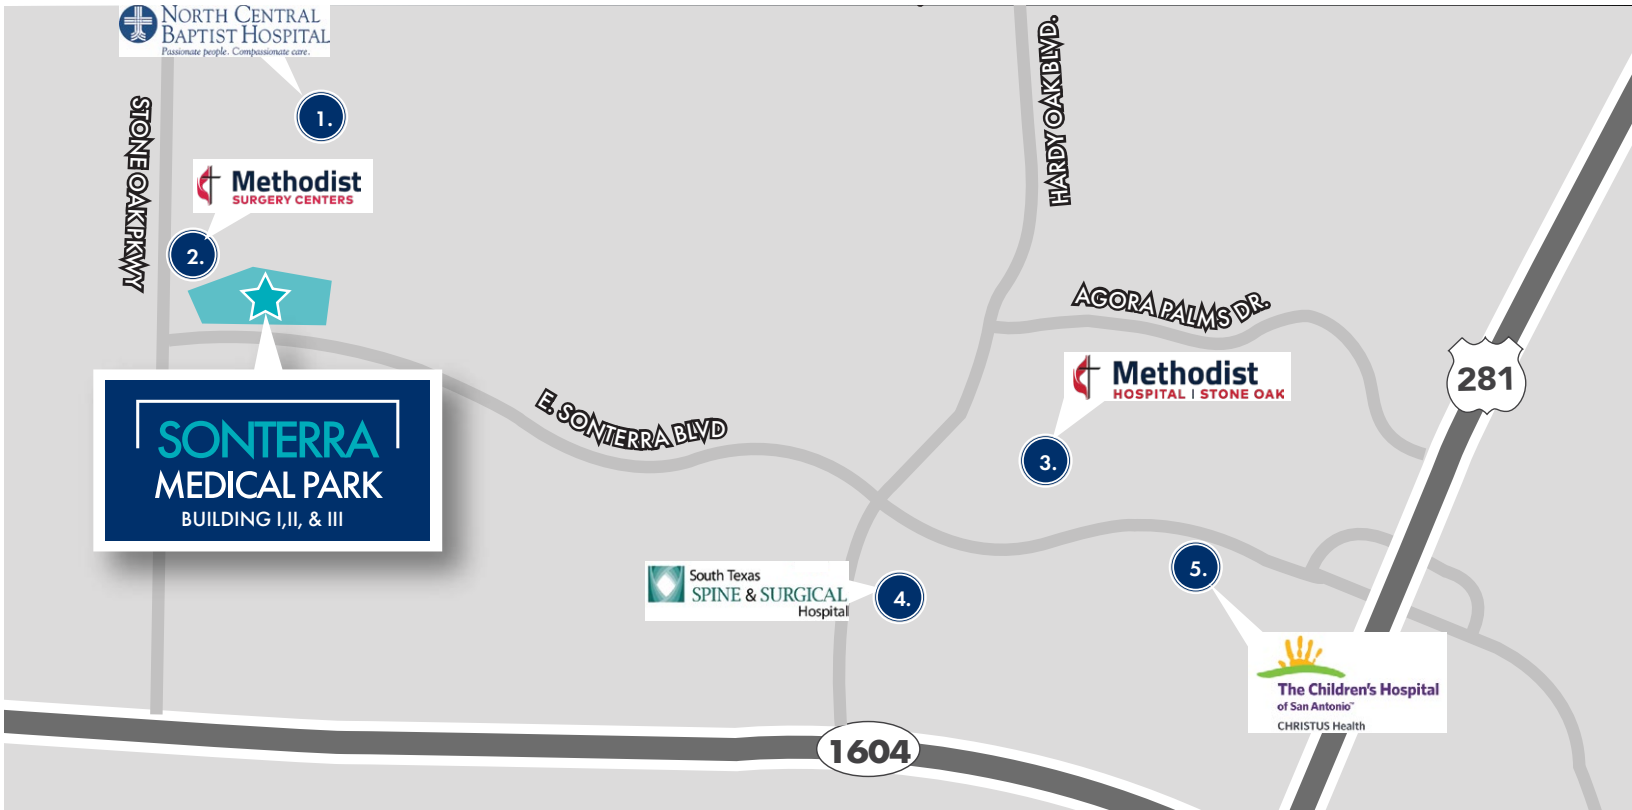 NORTH CENTRAL
BAPTIST HOSPITAL
Passionate people. Compassionate care.
1.
STONE OAK PKWY
Methodist
SURGERY CENTERS
2.
SONTERRA
MEDICAL PARK
BUILDING I,II, & III
E. SONTERRA BLVD
HARDY OAK BLVD.
AGORA PALMS DR.
281
Methodist
HOSPITAL | STONE OAK
3.
South Texas
SPINE & SURGICAL
Hospital
4.
5.
The Children's Hospital
of San Antonio™
CHRISTUS Health
1604